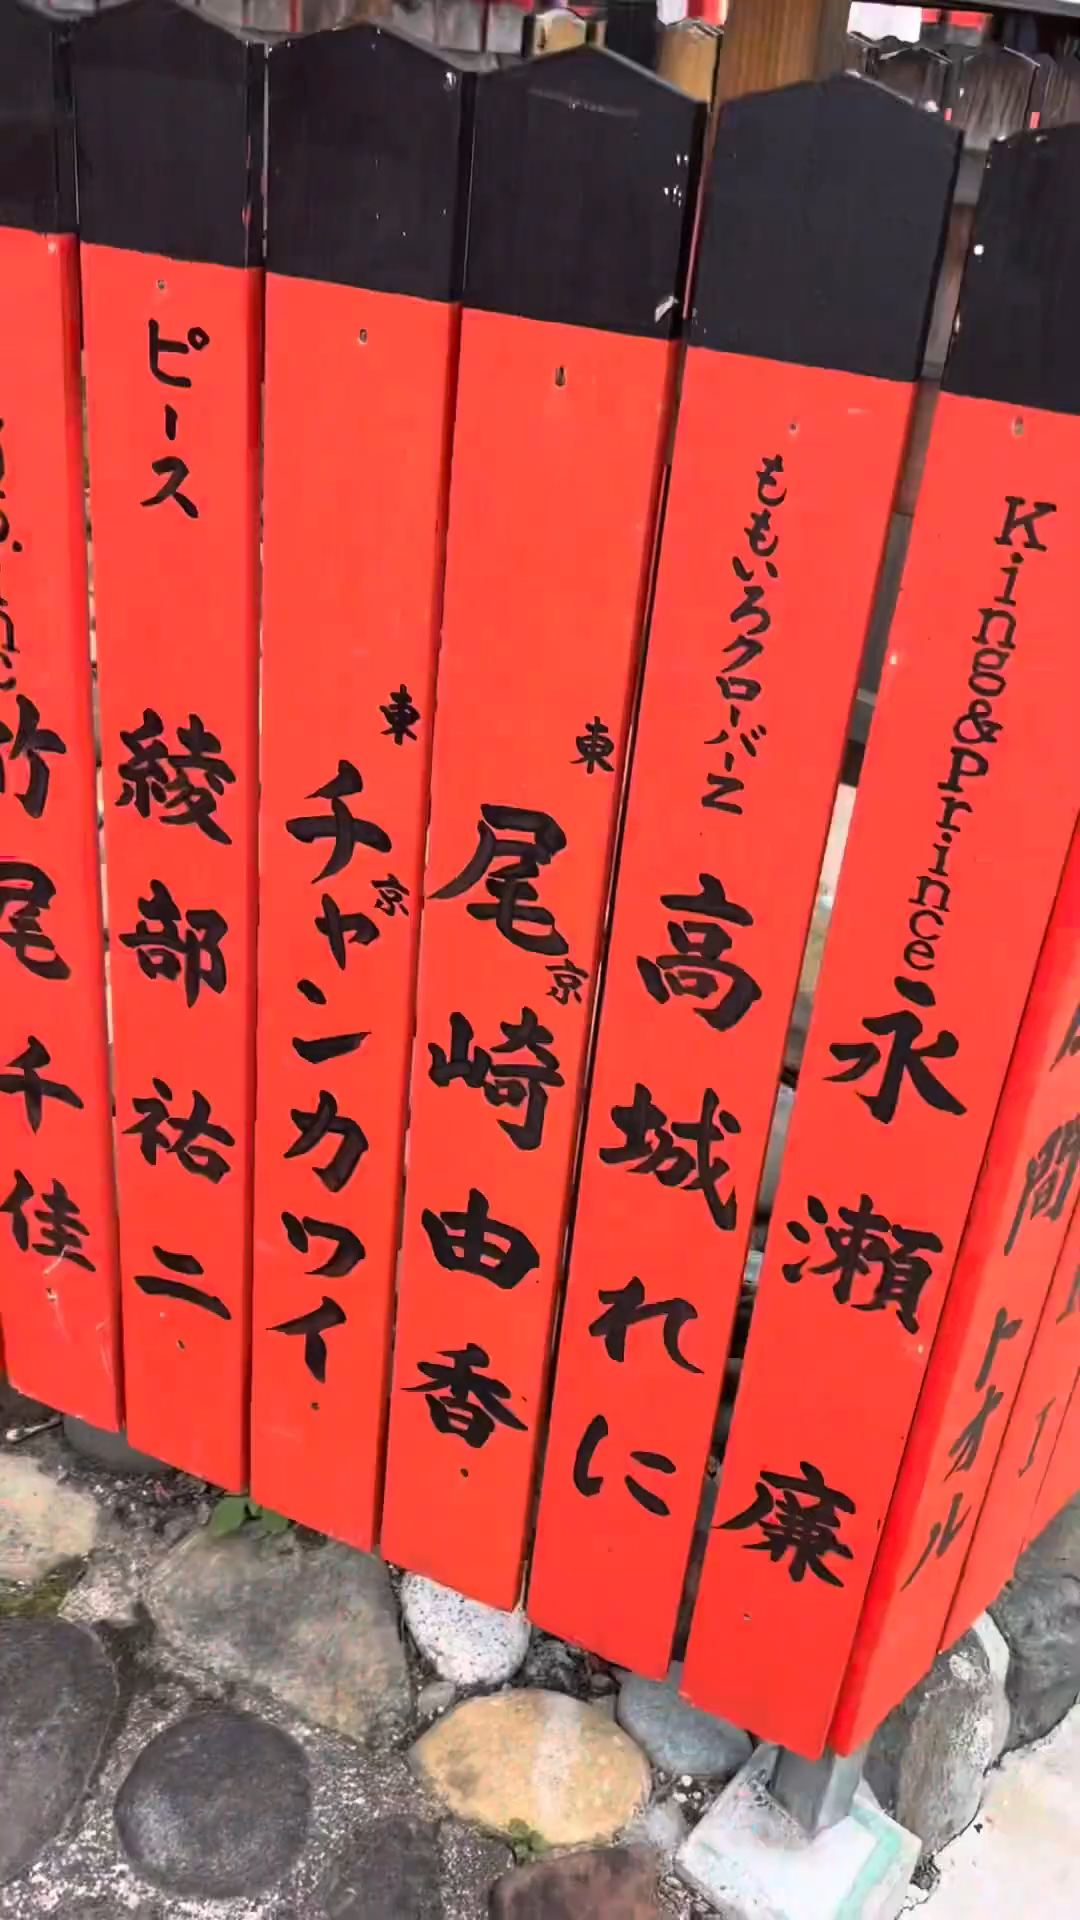 King&Prince 永瀬廉
ももいろクローバーZ 高城れに
東京 尾崎由香
東京 チャンカワイ
ピース 綾部祐二
竹尾千佳
間トオル